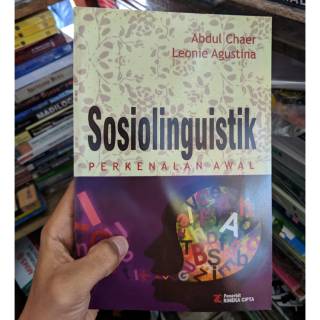 Abdul Chaer
Leonie Agustina
Sosiolinguistik
PERKENALAN AWAL
A
T
B
S
G
Penerbit
RINEKA CIPTA